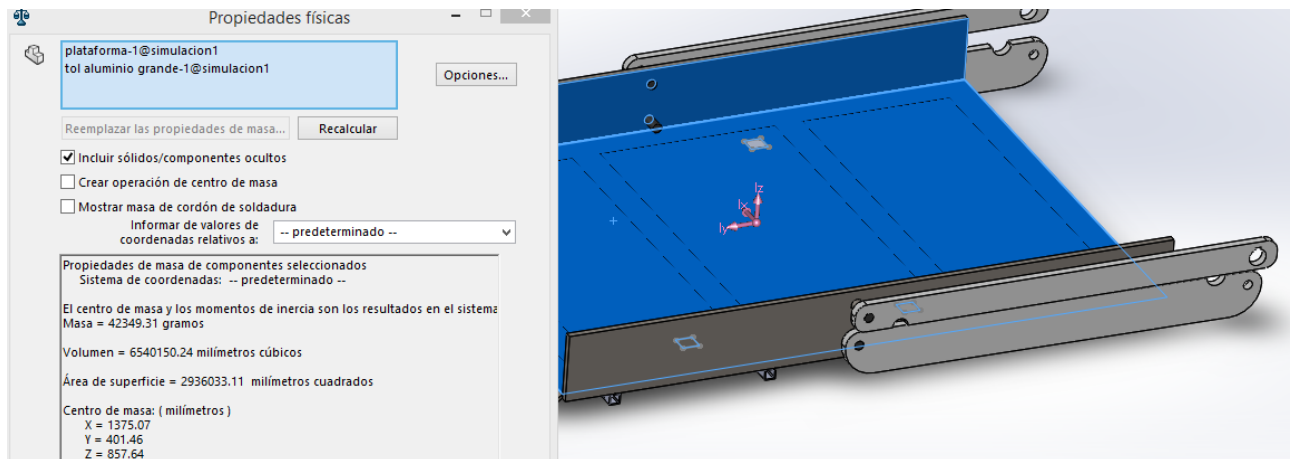 Propiedades físicas
plataforma-1@simulacion1
tol aluminio grande-1@simulacion1
Opciones...
Reemplazar las propiedades de masa...
Recalcular
Incluir sólidos/componentes ocultos
Crear operación de centro de masa
Mostrar masa de cordón de soldadura
Informar de valores de
coordenadas relativos a:
-- predeterminado --
Propiedades de masa de componentes seleccionados
Sistema de coordenadas: -- predeterminado --
El centro de masa y los momentos de inercia son los resultados en el sistema
Masa = 42349.31 gramos
Volumen = 6540150.24 milímetros cúbicos
Área de superficie = 2936033.11 milímetros cuadrados
Centro de masa: ( milímetros )
X = 1375.07
Y = 401.46
Z = 857.64
Iz
Ix
Iy